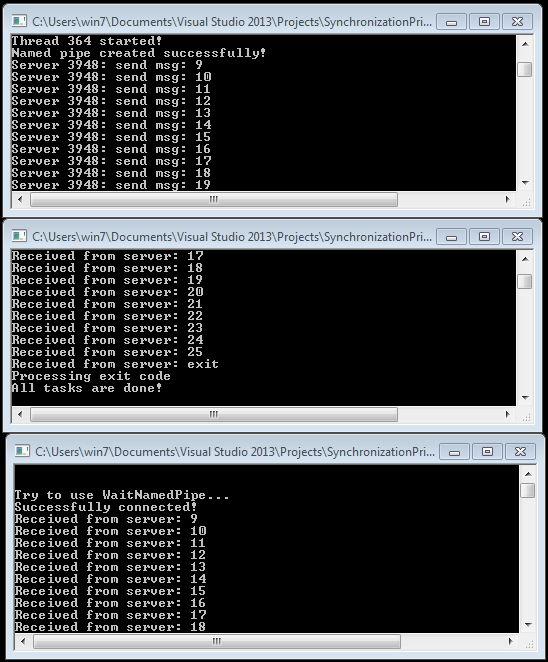 C:\Users\win7\Documents\Visual Studio 2013\Projects\SynchronizationPri...
Thread 364 started!
Named pipe created successfully!
Server 3948: send msg: 9
Server 3948: send msg: 10
Server 3948: send msg: 11
Server 3948: send msg: 12
Server 3948: send msg: 13
Server 3948: send msg: 14
Server 3948: send msg: 15
Server 3948: send msg: 16
Server 3948: send msg: 17
Server 3948: send msg: 18
Server 3948: send msg: 19
C:\Users\win7\Documents\Visual Studio 2013\Projects\SynchronizationPri...
Received from server: 17
Received from server: 18
Received from server: 19
Received from server: 20
Received from server: 21
Received from server: 22
Received from server: 23
Received from server: 24
Received from server: 25
Received from server: exit
Processing exit code
All tasks are done!
C:\Users\win7\Documents\Visual Studio 2013\Projects\SynchronizationPri...
Try to use WaitNamedPipe...
Successfully connected!
Received from server: 9
Received from server: 10
Received from server: 11
Received from server: 12
Received from server: 13
Received from server: 14
Received from server: 15
Received from server: 16
Received from server: 17
Received from server: 18